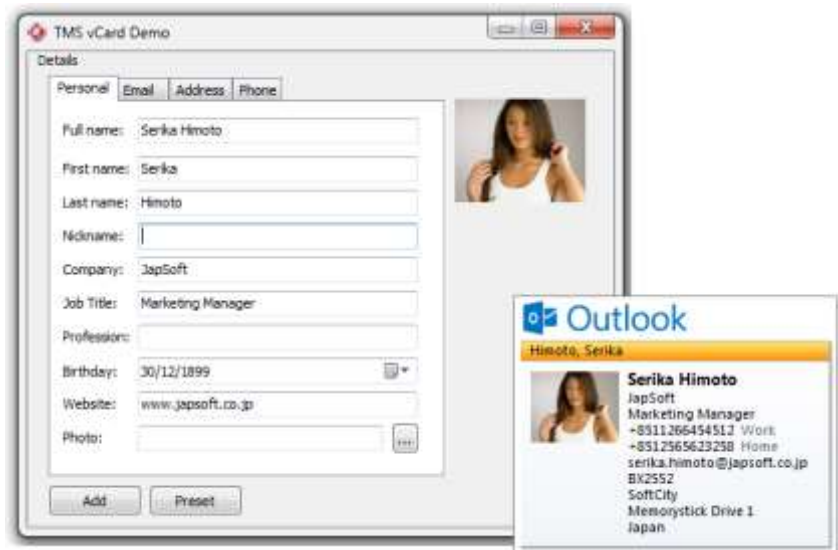 TMS vCard Demo
Details
Personal Email Address Phone
Full name: Serika Himoto
First name: Serika
Last name: Himoto
Nickname:
Company: JapSoft
Job Title: Marketing Manager
Profession:
Birthday: 30/12/1899
Website: www.japsoft.co.jp
Photo: ...
Add Preset
Outlook
Himoto, Serika
Serika Himoto
JapSoft
Marketing Manager
+8511266454512 Work
+8512565623258 Home
serika.himoto@japsoft.co.jp
BX2552
SoftCity
Memorystick Drive 1
Japan